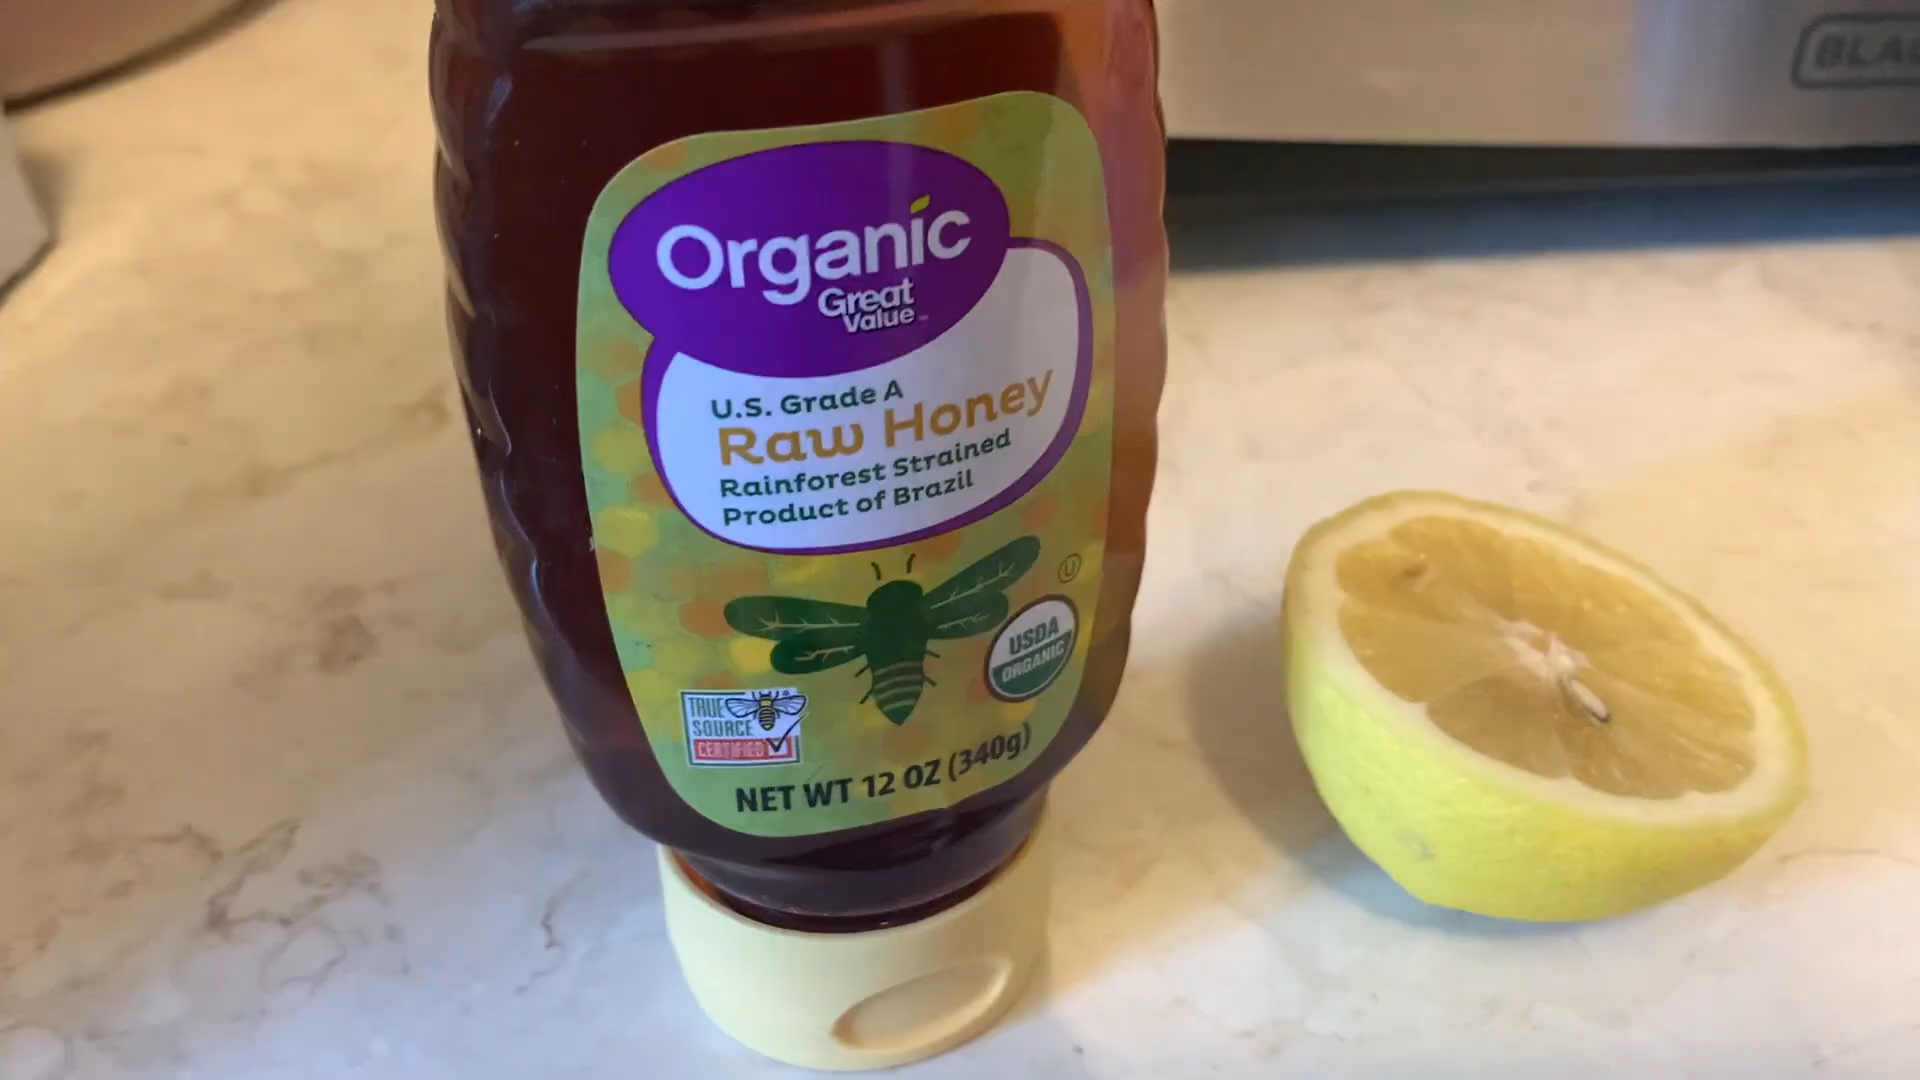 Organic
Great
Value™
U.S. Grade A
Raw Honey
Rainforest Strained
Product of Brazil
U
USDA
ORGANIC
TRUE
SOURCE
CERTIFIED
NET WT 12 OZ (340g)